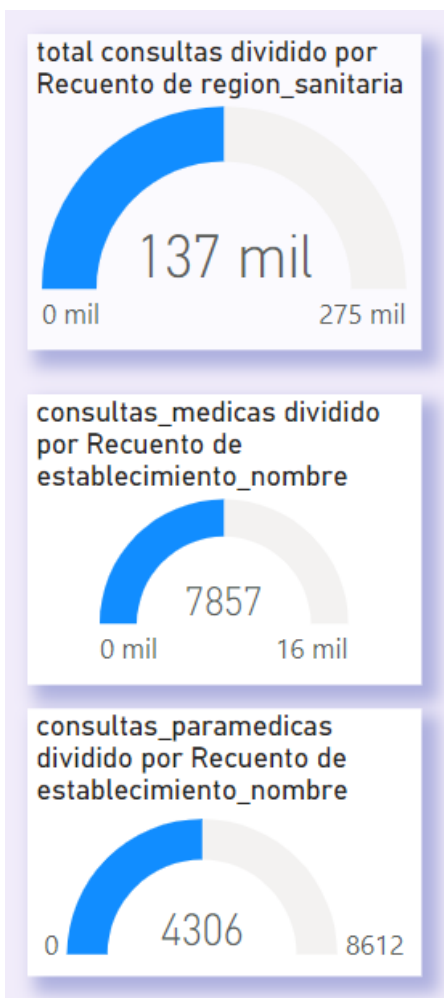 total consultas dividido por
Recuento de region_sanitaria
137 mil
0 mil
275 mil
consultas_medicas dividido
por Recuento de
establecimiento_nombre
7857
0 mil
16 mil
consultas_paramedicas
dividido por Recuento de
establecimiento_nombre
4306
0
8612